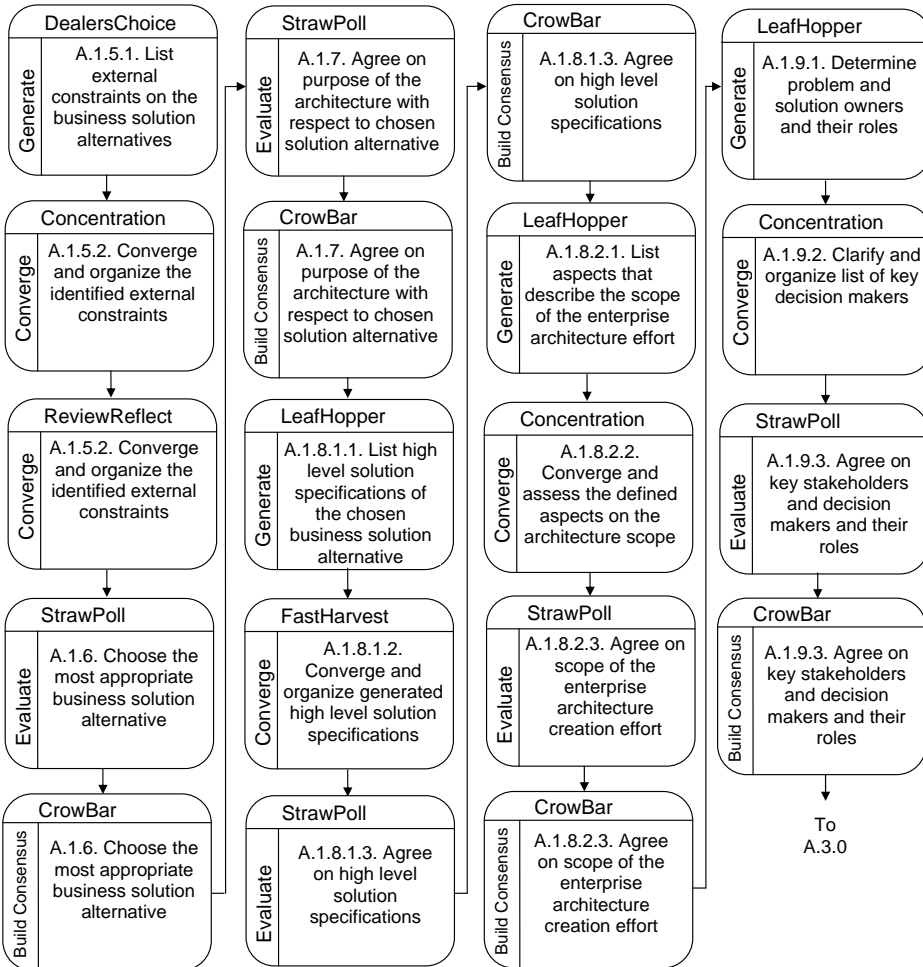 DealersChoice
Generate
A.1.5.1. List
external
constraints on the
business solution
alternatives
Concentration
Converge
A.1.5.2. Converge
and organize the
identified external
constraints
ReviewReflect
Converge
A.1.5.2. Converge
and organize the
identified external
constraints
StrawPoll
Evaluate
A.1.6. Choose the
most appropriate
business solution
alternative
CrowBar
Build Consensus
A.1.6. Choose the
most appropriate
business solution
alternative
StrawPoll
Evaluate
A.1.7. Agree on
purpose of the
architecture with
respect to chosen
solution alternative
CrowBar
Build Consensus
A.1.7. Agree on
purpose of the
architecture with
respect to chosen
solution alternative
LeafHopper
Generate
A.1.8.1.1. List high
level solution
specifications of
the chosen
business solution
alternative
FastHarvest
Converge
A.1.8.1.2.
Converge and
organize generated
high level solution
specifications
StrawPoll
Evaluate
A.1.8.1.3. Agree
on high level
solution
specifications
CrowBar
Build Consensus
A.1.8.1.3. Agree
on high level
solution
specifications
LeafHopper
Generate
A.1.8.2.1. List
aspects that
describe the scope
of the enterprise
architecture effort
Concentration
Converge
A.1.8.2.2.
Converge and
assess the defined
aspects on the
architecture scope
StrawPoll
Evaluate
A.1.8.2.3. Agree on
scope of the
enterprise
architecture
creation effort
CrowBar
Build Consensus
A.1.8.2.3. Agree
on scope of the
enterprise
architecture
creation effort
LeafHopper
Generate
A.1.9.1. Determine
problem and
solution owners
and their roles
Concentration
Converge
A.1.9.2. Clarify and
organize list of key
decision makers
StrawPoll
Evaluate
A.1.9.3. Agree on
key stakeholders
and decision
makers and their
roles
CrowBar
Build Consensus
A.1.9.3. Agree on
key stakeholders
and decision
makers and their
roles
To
A.3.0